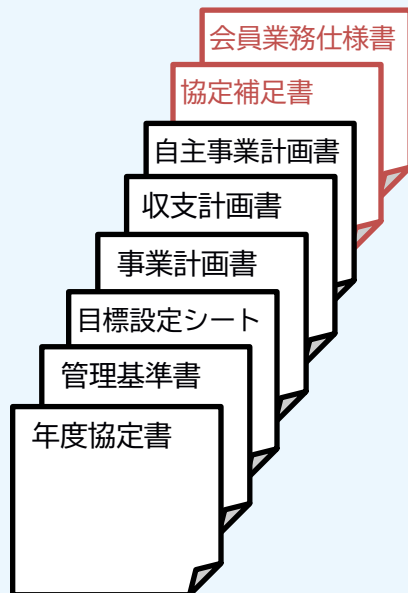 会員業務仕様書
協定補足書
自主事業計画書
収支計画書
事業計画書
目標設定シート
管理基準書
年度協定書